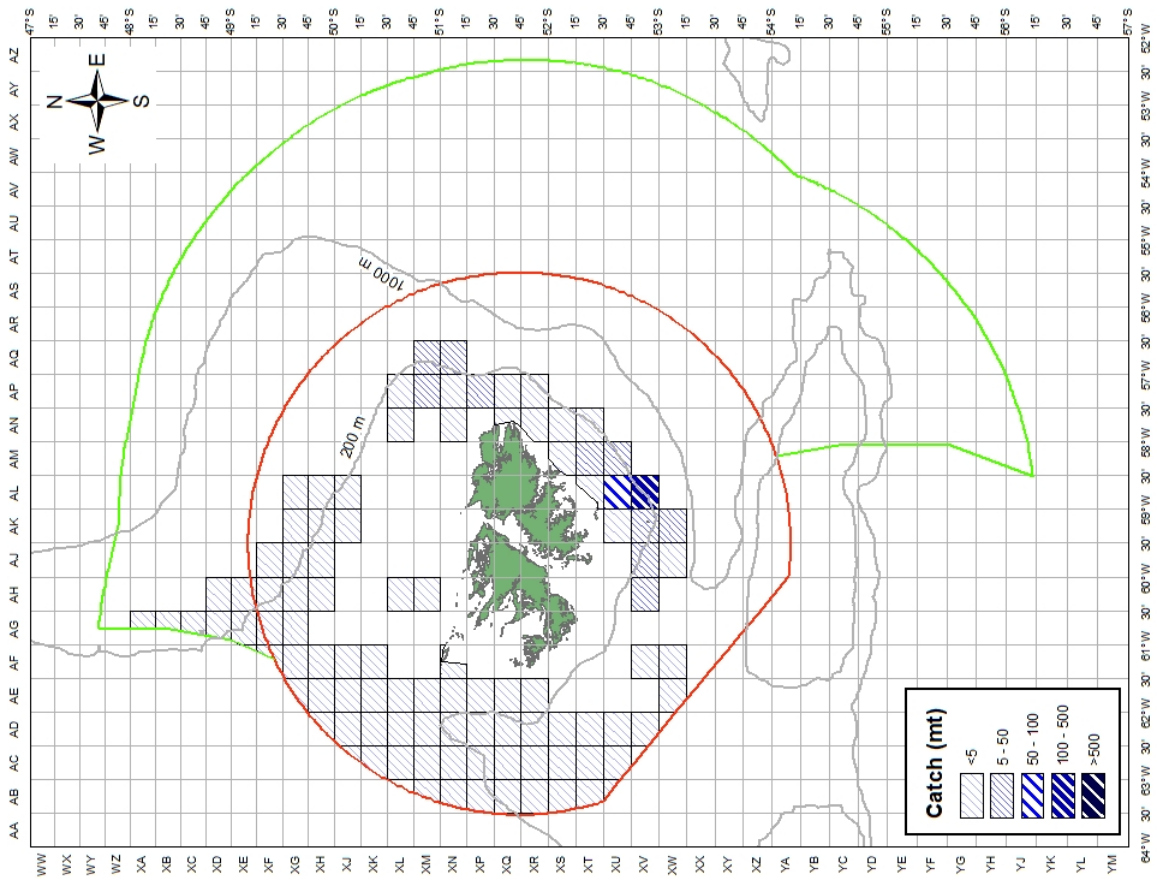 47°S 15' 30' 45' 48°S 15' 30' 45' 49°S 15' 30' 45' 50°S 15' 30' 45' 51°S 15' 30' 45' 52°S 15' 30' 45' 53°S 15' 30' 45' 54°S 15' 30' 45' 55°S 15' 30' 45' 56°S 15' 30' 45' 57°S
AA AB AC AD AE AF AG AH AJ AK AL AM AN AP AQ AR AS AT AU AV AW AX AY AZ
N
W E
S
1000 m
200 m
Catch (mt)
<5
5 - 50
50 - 100
100 - 500
>500
64°W 30' 63°W 30' 62°W 30' 61°W 30' 60°W 30' 59°W 30' 58°W 30' 57°W 30' 56°W 30' 55°W 30' 54°W 30' 53°W 30' 52°W
WW WX WY WZ XA XB XC XD XE XF XG XH XJ XK XL XM XN XP XQ XR XS XT XU XV XW XX XY XZ YA YB YC YD YE YF YG YH YJ YK YL YM